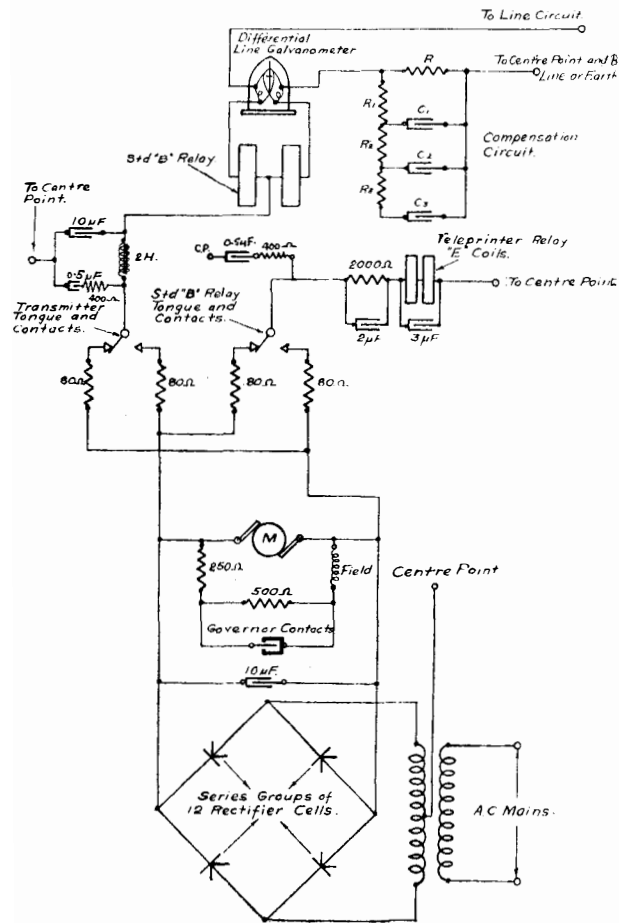 To Line Circuit.
Differential
Line Galvanometer
R
To Centre Point and B
Line or Earth
R1
C1
R2
C2
R3
C3
Compensation
Circuit.
Std "B" Relay
To Centre
Point.
10µF
2H.
0.5µF
400Ω
C.P.
0.5µF.
400Ω
Teleprinter Relay
"E" Coils.
2000Ω
To Centre Point
2µF
3µF
Transmitter
Tongue and
Contacts.
Std "B" Relay
Tongue and
Contacts.
80Ω
80Ω
80Ω
80Ω
M
250Ω
Field
500Ω
Governor Contacts
10µF.
Centre Point
Series Groups of
12 Rectifier Cells.
A.C Mains.